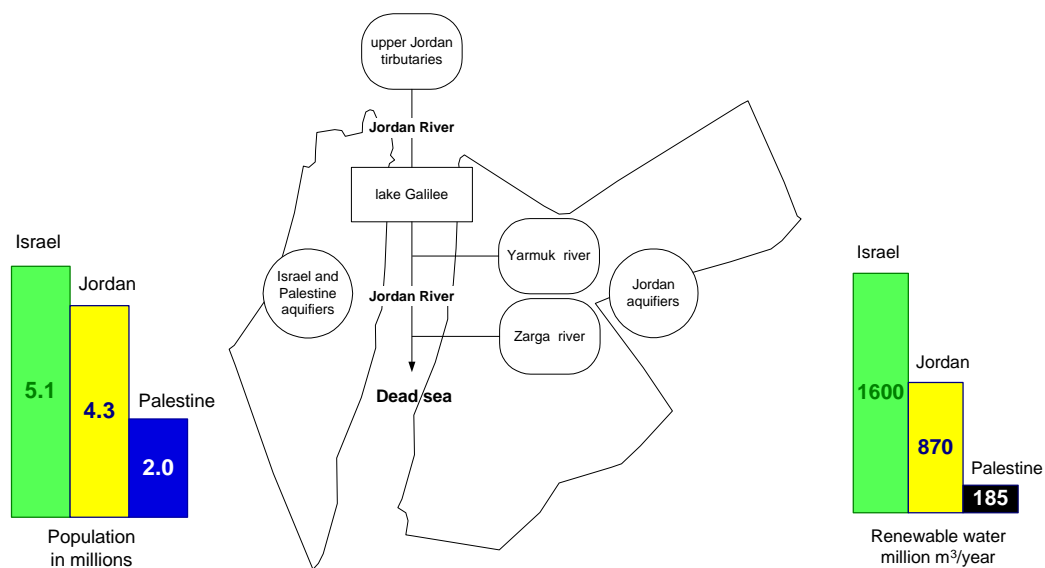 upper Jordan
tirbutaries
Jordan River
lake Galilee
Yarmuk river
Israel and
Palestine
aquifiers
Jordan River
Jordan
aquifiers
Zarga river
Dead sea
Israel
Jordan
Palestine
5.1
4.3
2.0
Population
in millions
Israel
Jordan
Palestine
1600
870
185
Renewable water
million m³/year